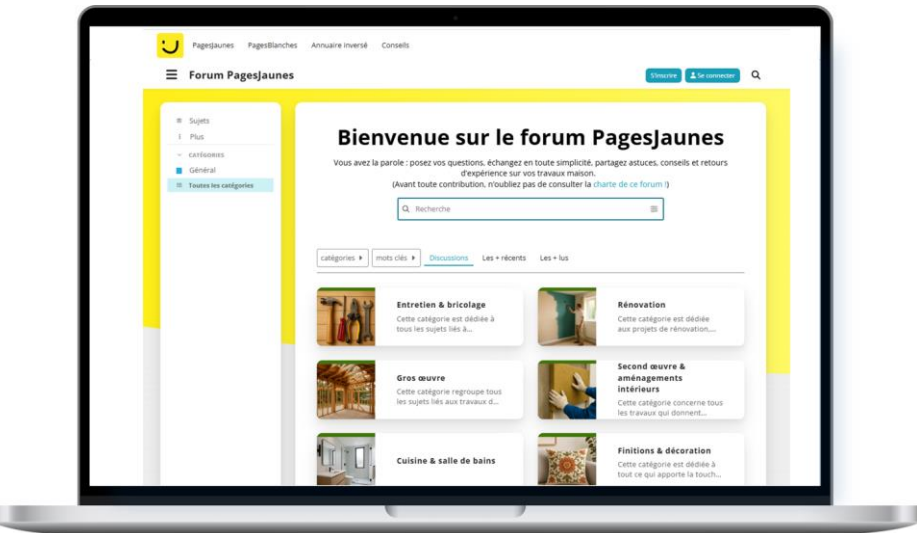 PagesJaunes PagesBlanches Annuaire inversé Conseils
Forum PagesJaunes
S'inscrire Se connecter
Sujets
Plus
CATÉGORIES
Général
Toutes les catégories
Bienvenue sur le forum PagesJaunes
Vous avez la parole : posez vos questions, échangez en toute simplicité, partagez astuces, conseils et retours
d'expérience sur vos travaux maison.
(Avant toute contribution, n'oubliez pas de consulter la charte de ce forum !)
Recherche
catégories mots clés Discussions Les + récents Les + lus
Entretien & bricolage
Cette catégorie est dédiée à
tous les sujets liés à...
Rénovation
Cette catégorie est dédiée
aux projets de rénovation,...
Gros œuvre
Cette catégorie regroupe tous
les sujets liés aux travaux d...
Second œuvre &
aménagements
intérieurs
Cette catégorie concerne tous
les travaux qui donnent...
Cuisine & salle de bains
Finitions & décoration
Cette catégorie est dédiée à
tout ce qui apporte la touch...